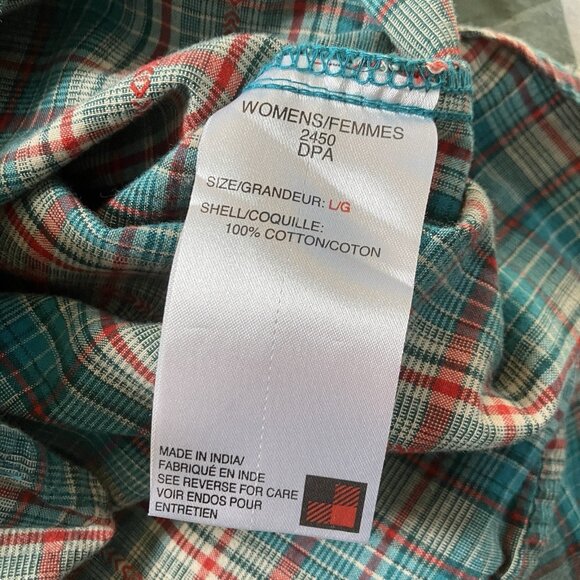 WOMENS/FEMMES
2450
DPA
SIZE/GRANDEUR: L/G
SHELL/COQUILLE:
100% COTTON/COTON
MADE IN INDIA/
FABRIQUÉ EN INDE
SEE REVERSE FOR CARE
VOIR ENDOS POUR
ENTRETIEN